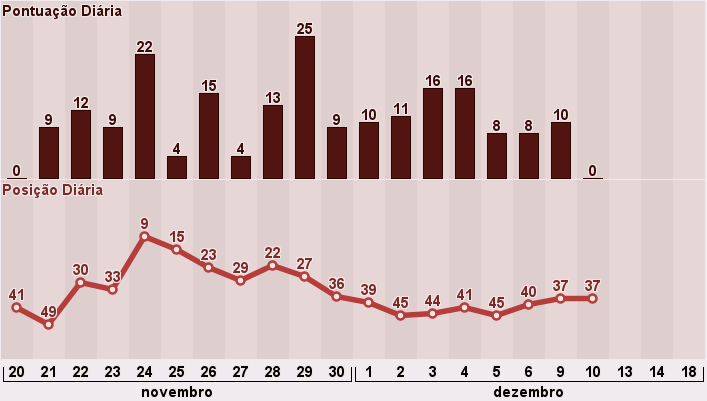 Pontuação Diária
0 9 12 9 22 4 15 4 13 25 9 10 11 16 16 8 8 10 0
Posição Diária
41 49 30 33 9 15 23 29 22 27 36 39 45 44 41 45 40 37 37
20 21 22 23 24 25 26 27 28 29 30 1 2 3 4 5 6 9 10 13 14 18
novembro dezembro